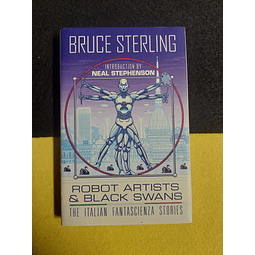 BRUCE STERLING
INTRODUCTION BY
NEAL STEPHENSON
ROBOT ARTISTS
& BLACK SWANS
THE ITALIAN FANTASCIENZA STORIES